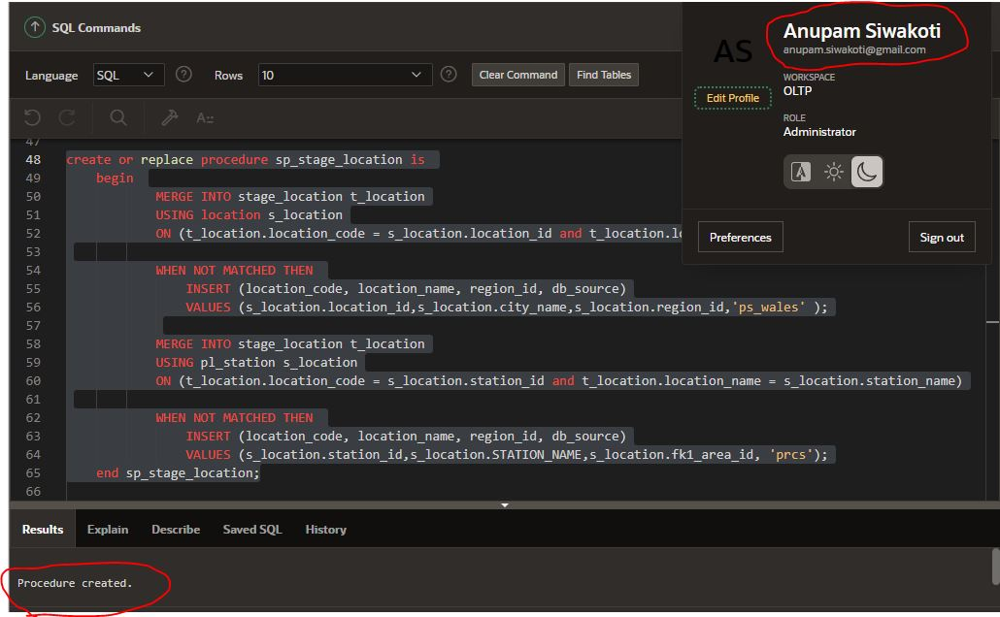 SQL Commands
Language SQL Rows 10 Clear Command Find Tables
AS
Anupam Siwakoti
anupam.siwakoti@gmail.com
Edit Profile
WORKSPACE
OLTP
ROLE
Administrator
Preferences Sign out
47
48 create or replace procedure sp_stage_location is
49 begin
50 MERGE INTO stage_location t_location
51 USING location s_location
52 ON (t_location.location_code = s_location.location_id and t_location.lo
53
54 WHEN NOT MATCHED THEN
55 INSERT (location_code, location_name, region_id, db_source)
56 VALUES (s_location.location_id,s_location.city_name,s_location.region_id,'ps_wales' );
57
58 MERGE INTO stage_location t_location
59 USING pl_station s_location
60 ON (t_location.location_code = s_location.station_id and t_location.location_name = s_location.station_name)
61
62 WHEN NOT MATCHED THEN
63 INSERT (location_code, location_name, region_id, db_source)
64 VALUES (s_location.station_id,s_location.STATION_NAME,s_location.fk1_area_id, 'prcs');
65 end sp_stage_location;
66
Results Explain Describe Saved SQL History
Procedure created.